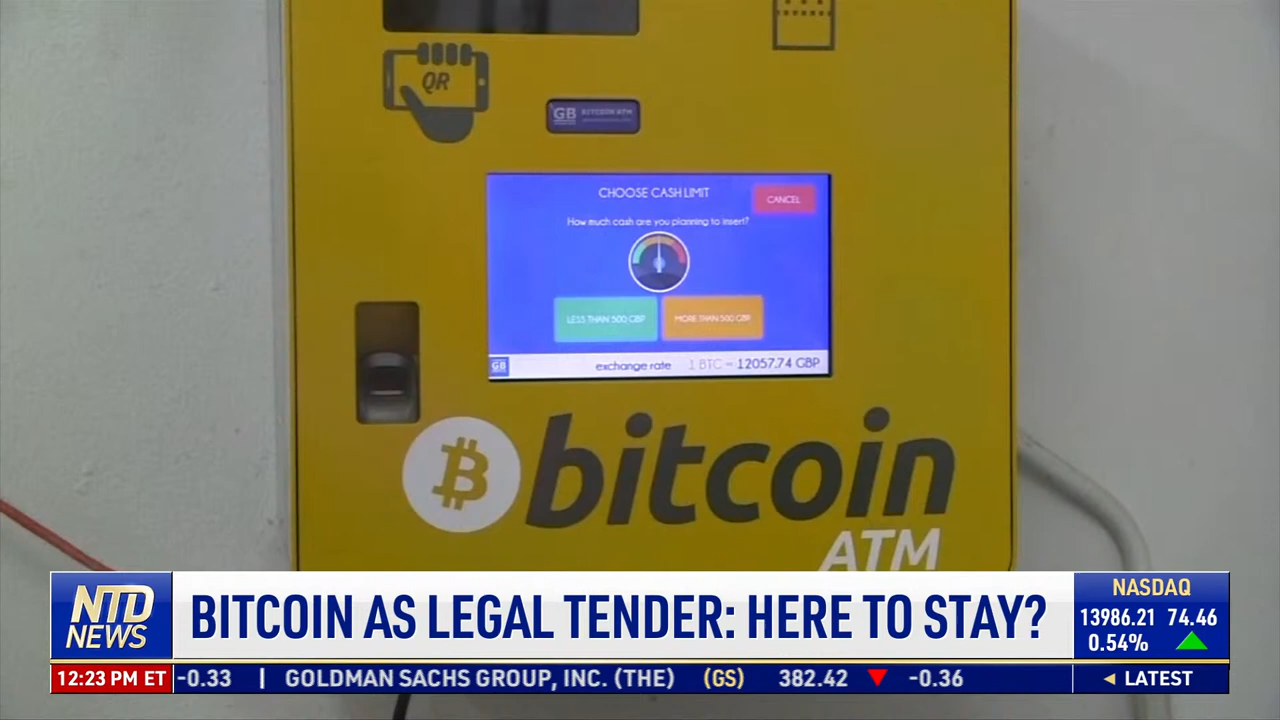 QR
GB BITCOIN ATM
CHOOSE CASH LIMIT
CANCEL
How much cash are you planning to insert?
LESS THAN 500 GBP
MORE THAN 500 GBP
GB
exchange rate 1 BTC = 12057.74 GBP
bitcoin
ATM
NTD
NEWS
BITCOIN AS LEGAL TENDER: HERE TO STAY?
NASDAQ
13986.21 74.46
0.54%
12:23 PM ET
-0.33 | GOLDMAN SACHS GROUP, INC. (THE) (GS) 382.42 -0.36
LATEST